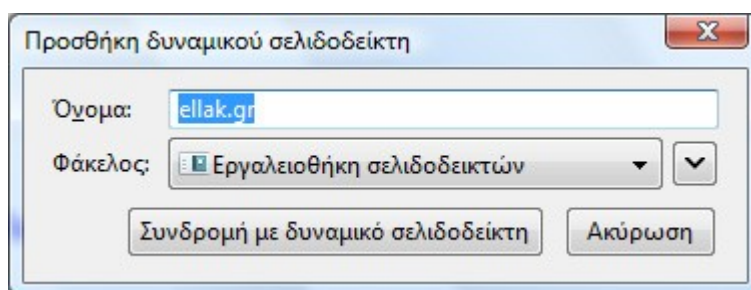 Προσθήκη δυναμικού σελιδοδείκτη
Όνομα: ellak.gr
Φάκελος: Εργαλειοθήκη σελιδοδεικτών
Συνδρομή με δυναμικό σελιδοδείκτη Ακύρωση